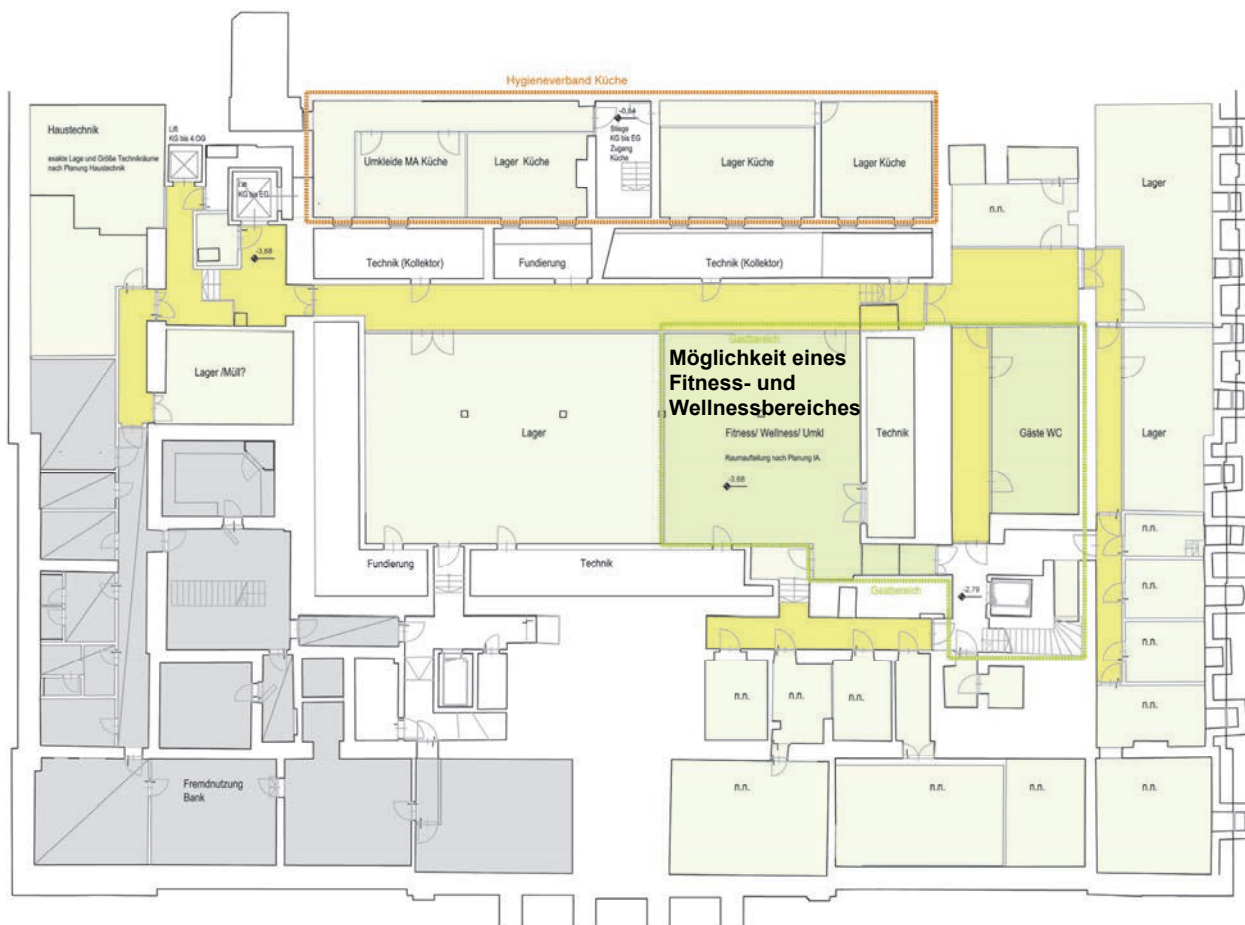 Hygieneverband Küche
Haustechnik
exakte Lage und Größe Technikräume
nach Planung Haustechnik
Lift
KG bis 4.OG
Lift
KG bis EG
-3,68
Umkleide MA Küche
Lager Küche
-0,84
Stiege
KG bis EG
Zugang
Küche
Lager Küche
Lager Küche
n.n.
Lager
Technik (Kollektor)
Fundierung
Technik (Kollektor)
Lager /Müll?
Gastbereich
Möglichkeit eines
Fitness- und
Wellnessbereiches
Lager
Fitness/ Wellness/ Umkl
Raumaufteilung nach Planung IA
-3.68
Technik
Gäste WC
Lager
Fundierung
Technik
Gastbereich
-2,79
n.n.
n.n.
n.n.
n.n.
n.n.
n.n.
n.n.
n.n.
Fremdnutzung
Bank
n.n.
n.n.
n.n.
n.n.